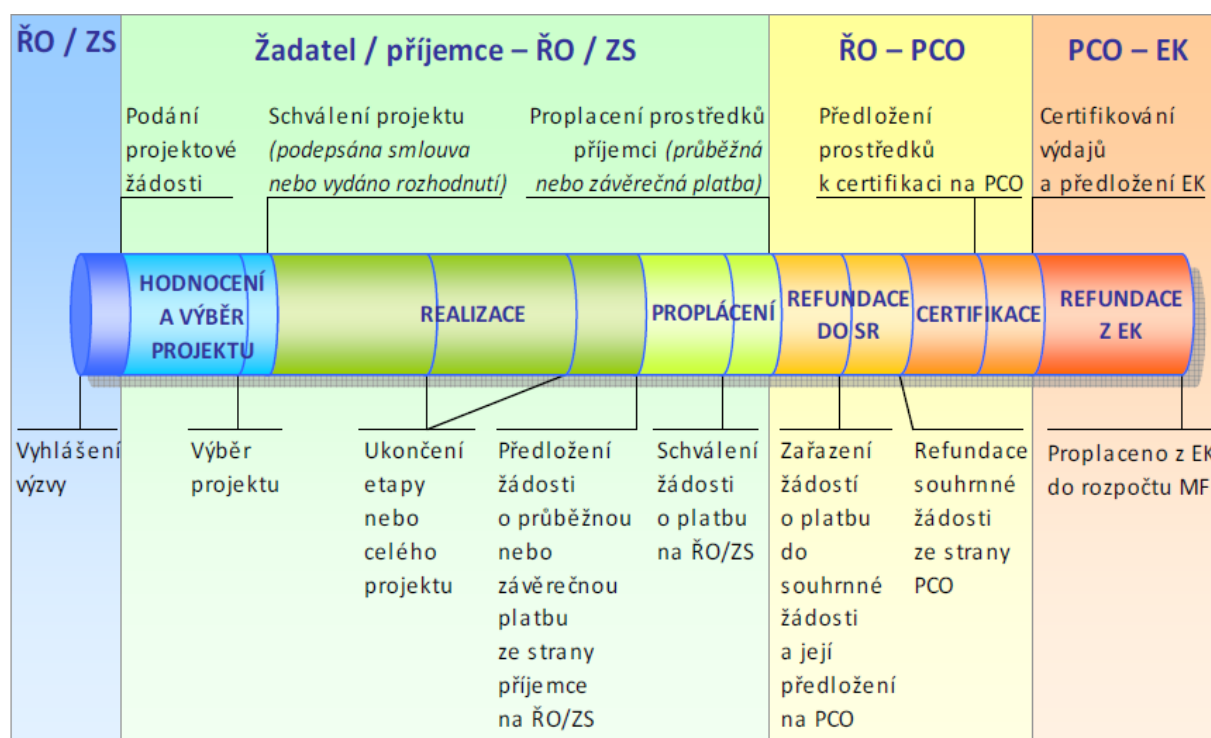 ŘO / ZS
Žadatel / příjemce – ŘO / ZS
ŘO – PCO
PCO – EK
Podání
projektové
žádosti
Schválení projektu
(podepsána smlouva
nebo vydáno rozhodnutí)
Proplacení prostředků
příjemci (průběžná
nebo závěrečná platba)
Předložení
prostředků
k certifikaci na PCO
Certifikování
výdajů
a předložení EK
HODNOCENÍ
A VÝBĚR
PROJEKTU
REALIZACE
PROPLÁCENÍ
REFUNDACE
DO SR
CERTIFIKACE
REFUNDACE
Z EK
Vyhlášení
výzvy
Výběr
projektu
Ukončení
etapy
nebo
celého
projektu
Předložení
žádosti
o průběžnou
nebo
závěrečnou
platbu
ze strany
příjemce
na ŘO/ZS
Schválení
žádosti
o platbu
na ŘO/ZS
Zařazení
žádostí
o platbu
do
souhrnné
žádosti
a její
předložení
na PCO
Refundace
souhrnné
žádosti
ze strany
PCO
Proplaceno z EK
do rozpočtu MF